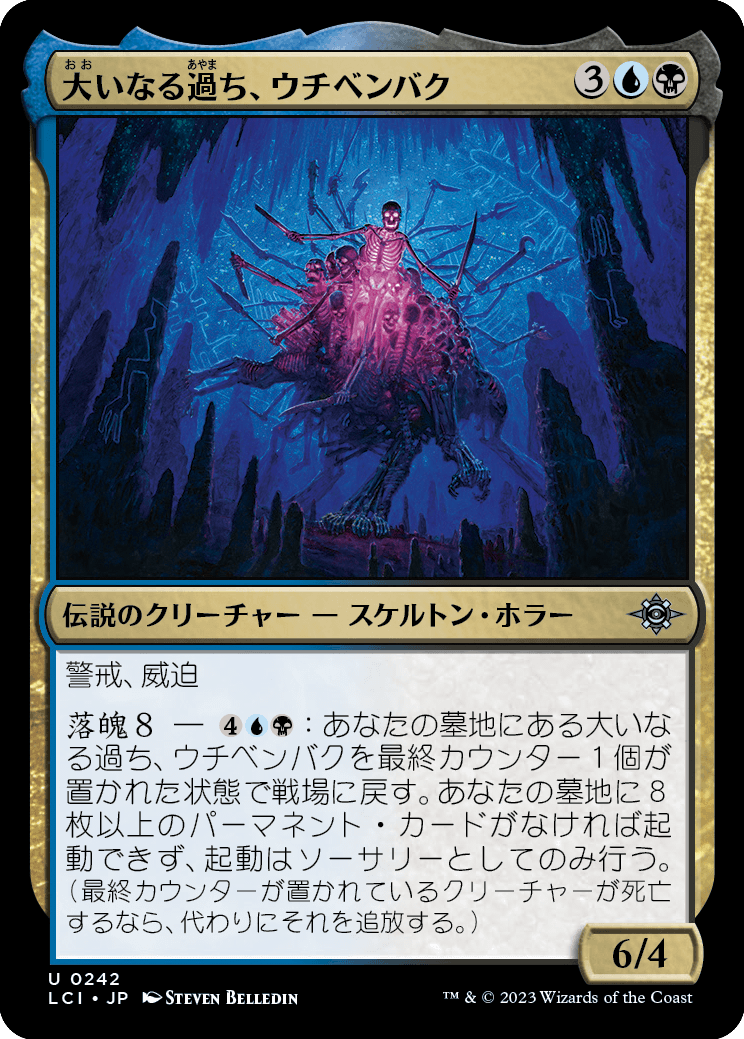 大いなる過ち、ウチベンバク
3
伝説のクリーチャー — スケルトン・ホラー
警戒、威迫
落魄8 — 4：あなたの墓地にある大いな
る過ち、ウチベンバクを最終カウンター１個が
置かれた状態で戦場に戻す。あなたの墓地に８
枚以上のパーマネント・カードがなければ起
動できず、起動はソーサリーとしてのみ行う。
（最終カウンターが置かれているクリーチャーが死亡
するなら、代わりにそれを追放する。）
6/4
U 0242
LCI • JP Steven Belledin
™ & © 2023 Wizards of the Coast